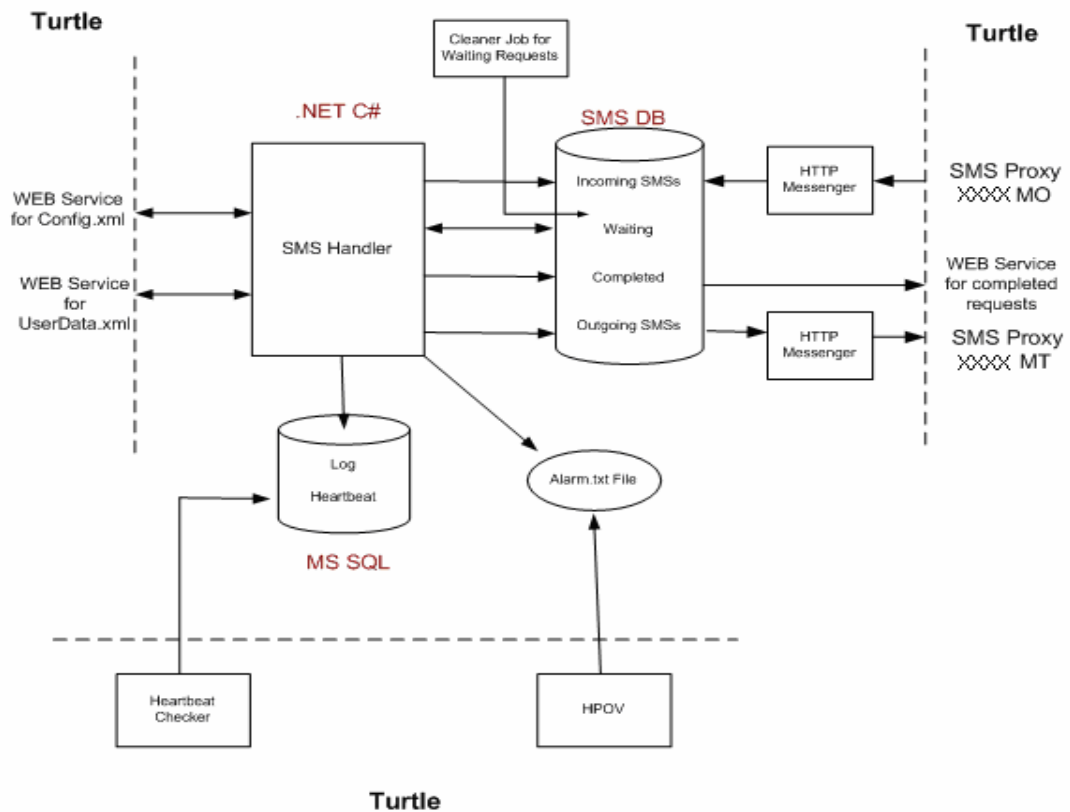 Turtle
Turtle
Cleaner Job for
Waiting Requests
.NET C#
SMS DB
WEB Service
for Config.xml
WEB Service
for
UserData.xml
SMS Handler
Incoming SMSs
Waiting
Completed
Outgoing SMSs
HTTP
Messenger
SMS Proxy
XXXX MO
WEB Service
for completed
requests
HTTP
Messenger
SMS Proxy
XXXX MT
Log
Heartbeat
MS SQL
Alarm.txt File
Heartbeat
Checker
HPOV
Turtle